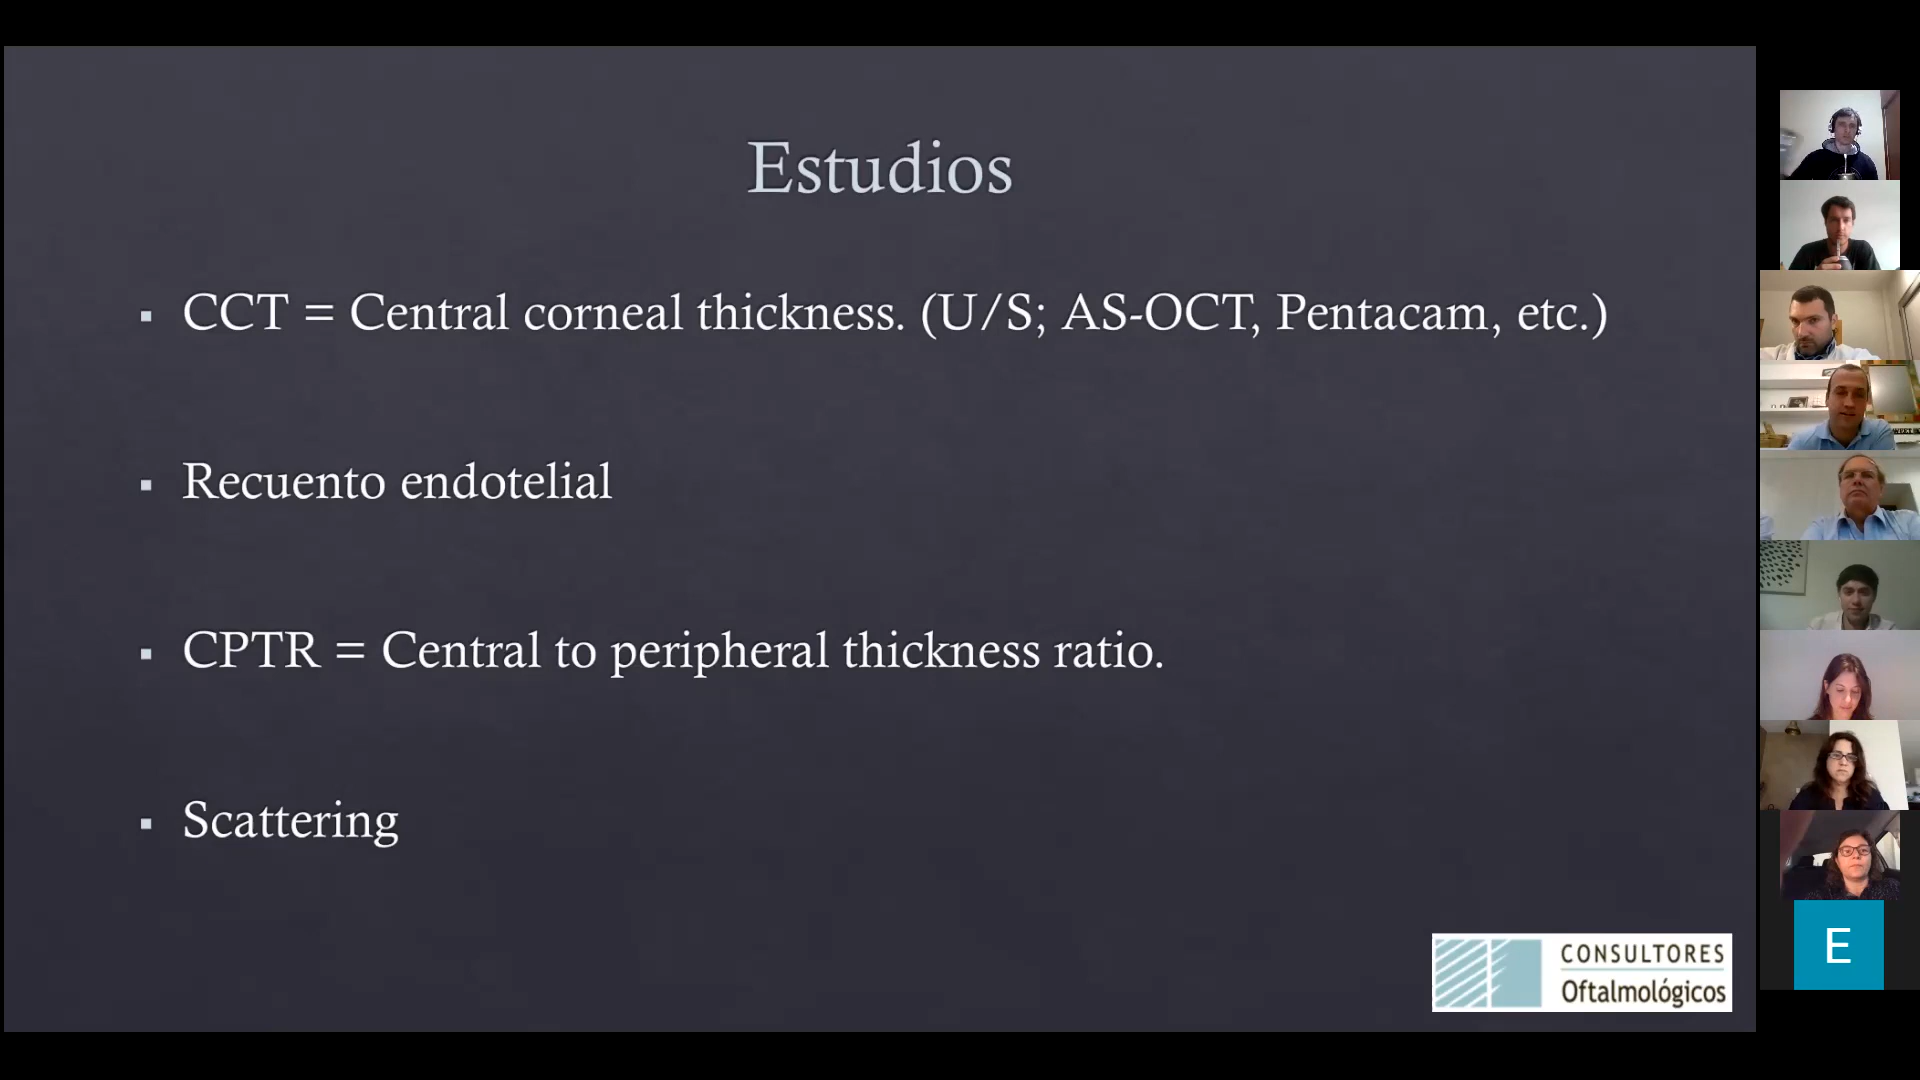 Estudios
▪ CCT = Central corneal thickness. (U/S; AS-OCT, Pentacam, etc.)
▪ Recuento endotelial
▪ CPTR = Central to peripheral thickness ratio.
▪ Scattering
CONSULTORES
Oftalmológicos
E